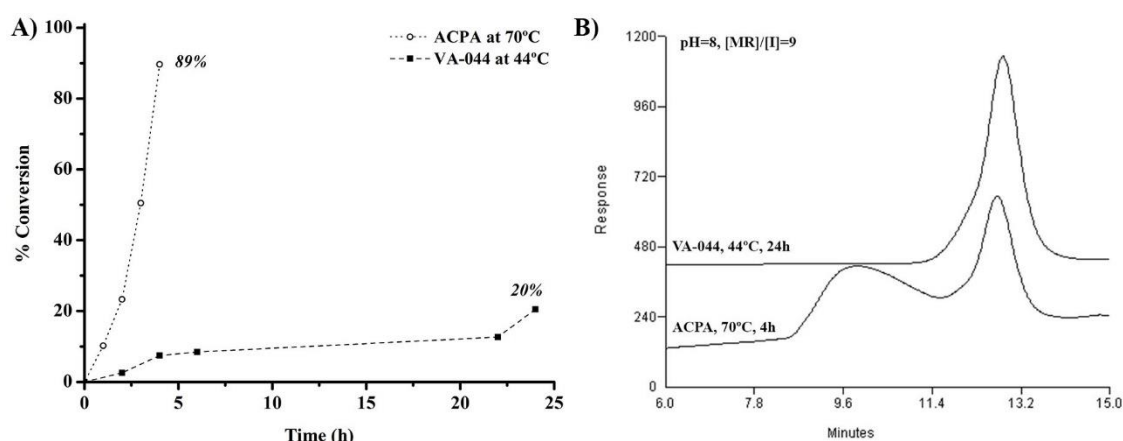 A)
ACPA at 70ºC
VA-044 at 44ºC
89%
20%
% Conversion
100
80
60
40
20
0
0 5 10 15 20 25
Time (h)
B)
pH=8, [MR]/[I]=9
VA-044, 44ºC, 24h
ACPA, 70ºC, 4h
Response
1200
960
720
480
240
0
6.0 7.8 9.6 11.4 13.2 15.0
Minutes